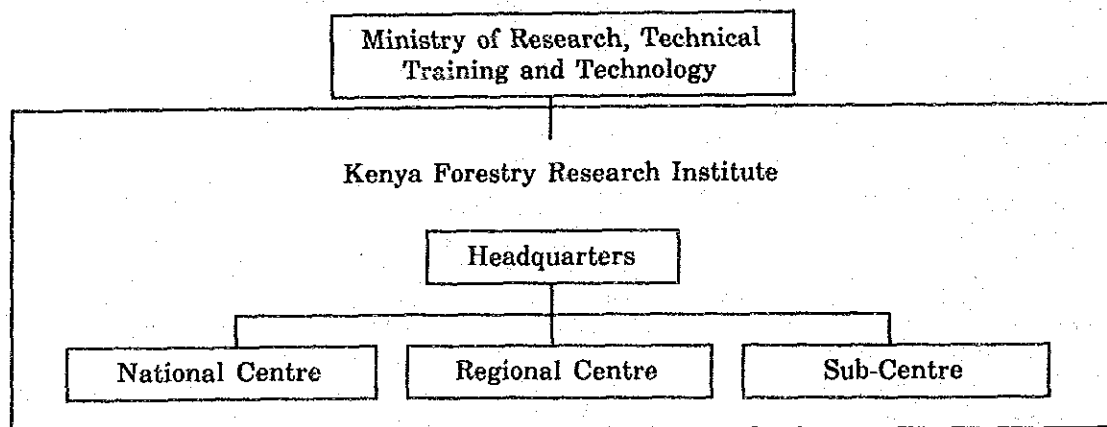 Ministry of Research, Technical
Training and Technology
Kenya Forestry Research Institute
Headquarters
National Centre
Regional Centre
Sub-Centre